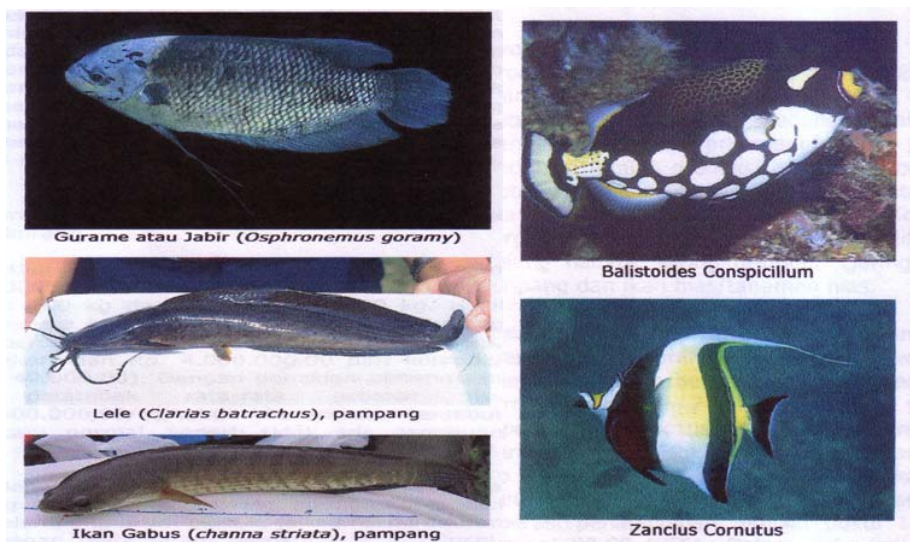 Gurame atau Jabir (Osphronemus goramy)
Lele (Clarias batrachus), pampang
Ikan Gabus (channa striata), pampang
Balistoides Conspicillum
Zanclus Cornutus